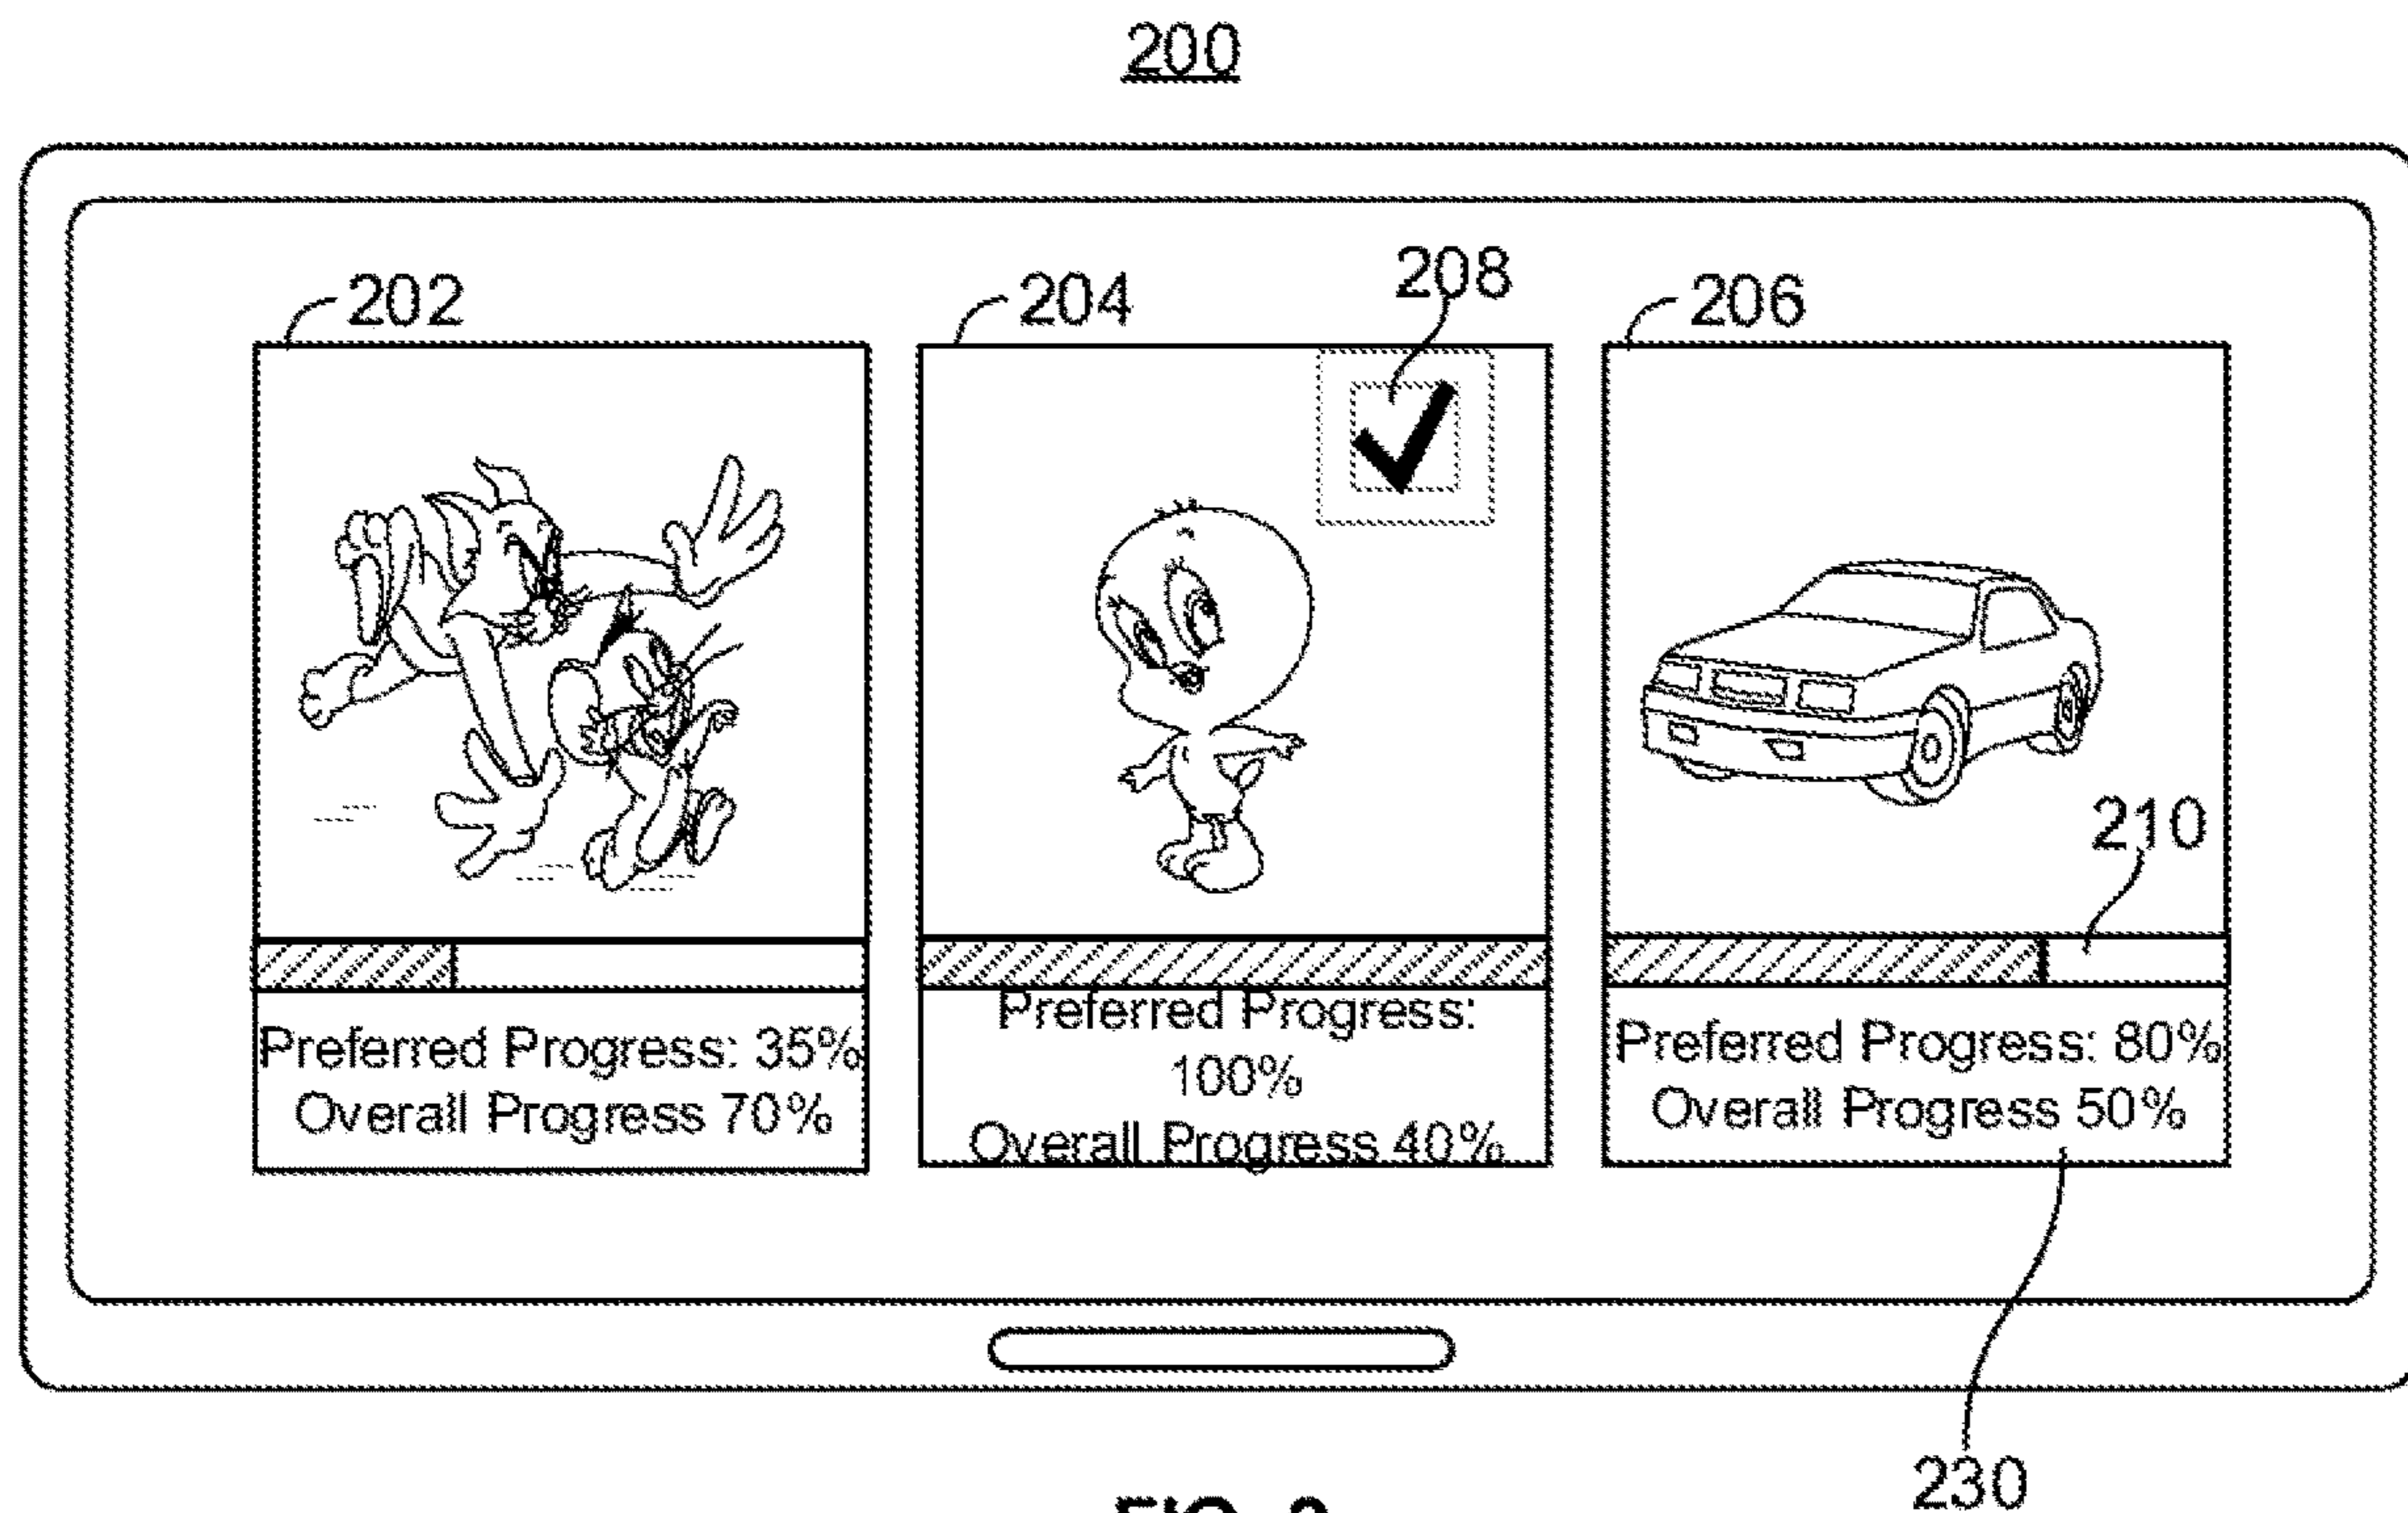 200
202
204
208
206
210
Preferred Progress: 35%
Overall Progress 70%
Preferred Progress:
100%
Overall Progress 40%
Preferred Progress: 80%
Overall Progress 50%
230